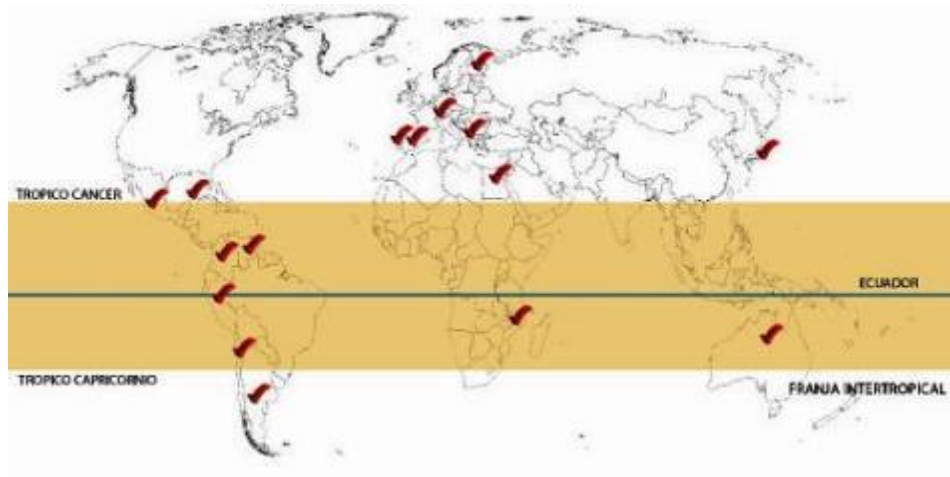 TROPICO CANCER
ECUADOR
TROPICO CAPRICORNIO
FRANJA INTERTROPICAL